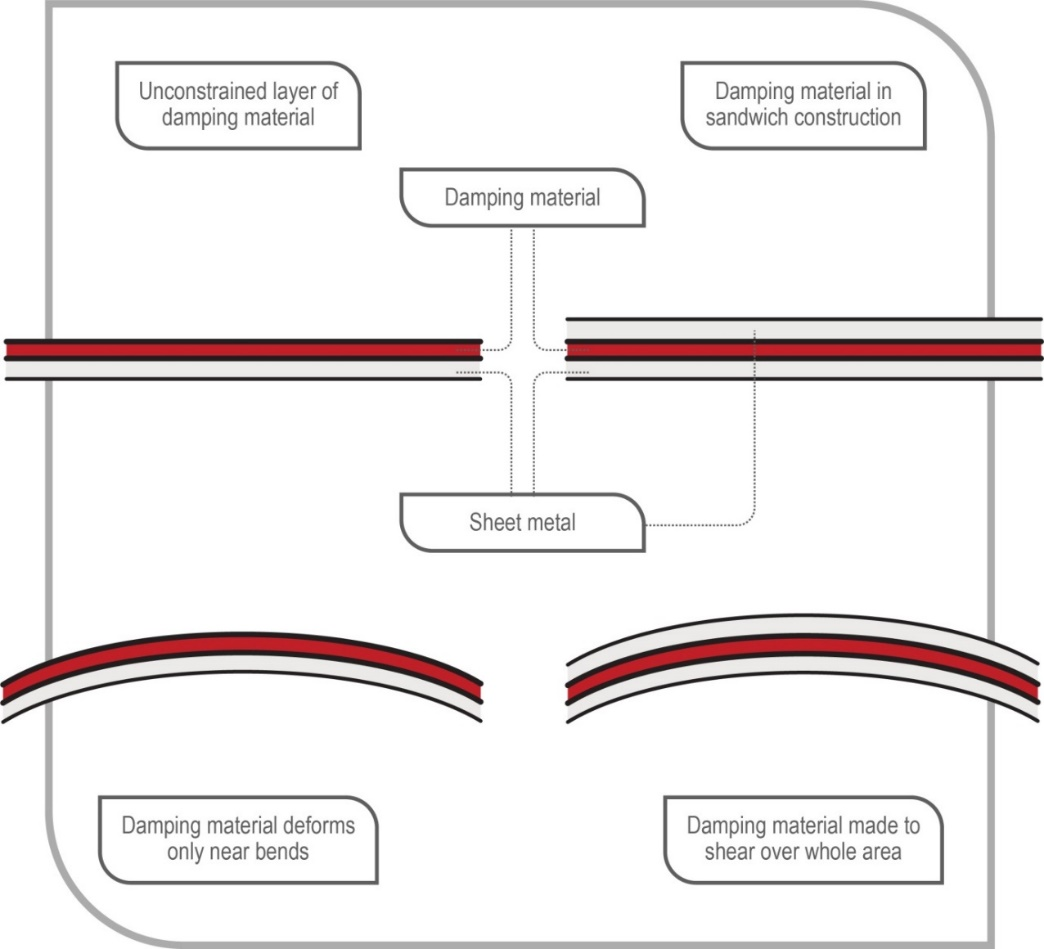 Unconstrained layer of
damping material
Damping material in
sandwich construction
Damping material
Sheet metal
Damping material deforms
only near bends
Damping material made to
shear over whole area